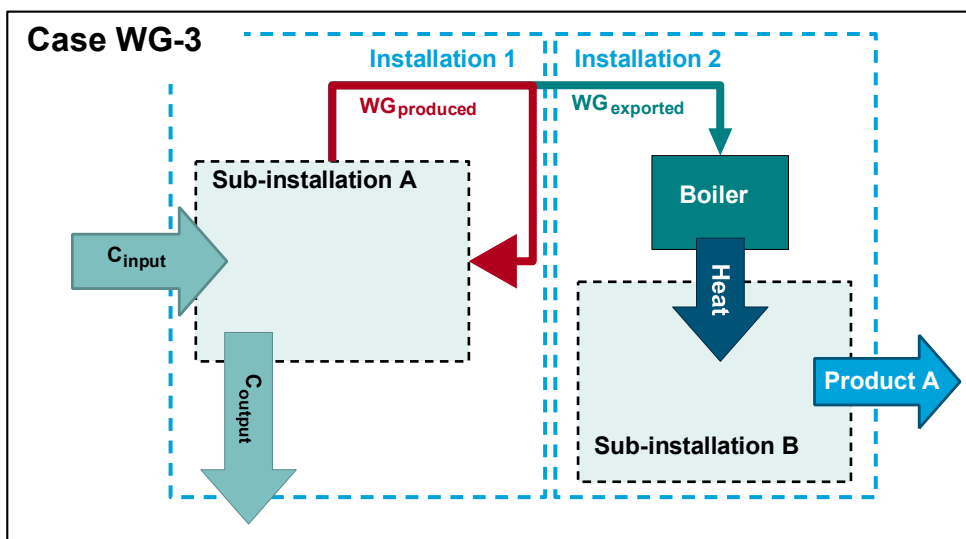 Case WG-3
Installation 1
Installation 2
WGproduced
WGexported
Sub-installation A
Boiler
Cinput
Heat
Coutput
Product A
Sub-installation B